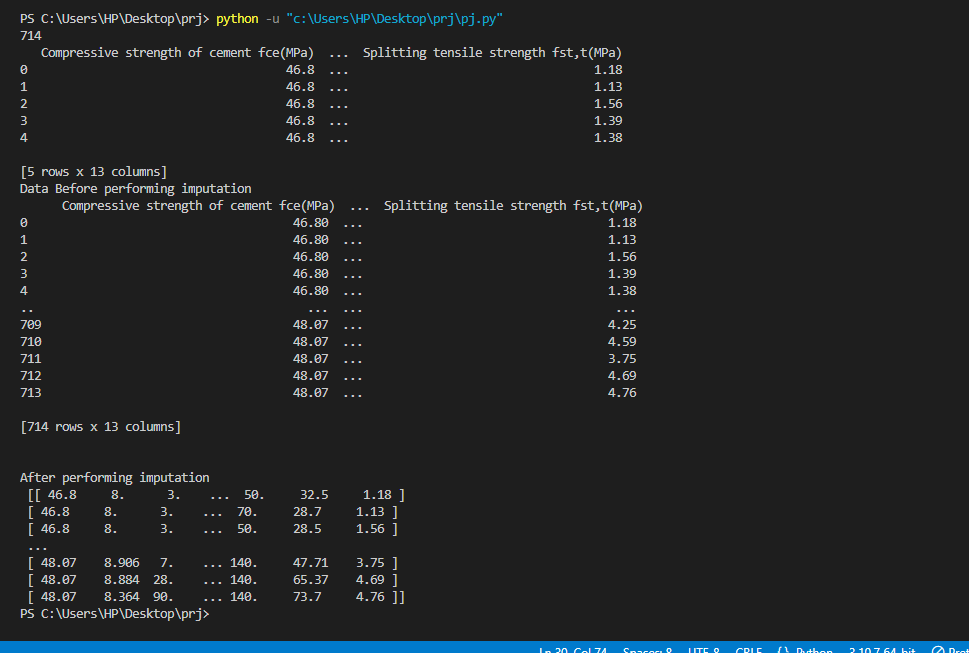 PS C:\Users\HP\Desktop\prj> python -u "c:\Users\HP\Desktop\prj\pj.py"
714
   Compressive strength of cement fce(MPa)  ...  Splitting tensile strength fst,t(MPa)
0                                     46.8  ...                                   1.18
1                                     46.8  ...                                   1.13
2                                     46.8  ...                                   1.56
3                                     46.8  ...                                   1.39
4                                     46.8  ...                                   1.38
[5 rows x 13 columns]
Data Before performing imputation
      Compressive strength of cement fce(MPa)  ...  Splitting tensile strength fst,t(MPa)
0                                      46.80  ...                                   1.18
1                                      46.80  ...                                   1.13
2                                      46.80  ...                                   1.56
3                                      46.80  ...                                   1.39
4                                      46.80  ...                                   1.38
..                                       ...  ...                                    ...
709                                    48.07  ...                                   4.25
710                                    48.07  ...                                   4.59
711                                    48.07  ...                                   3.75
712                                    48.07  ...                                   4.69
713                                    48.07  ...                                   4.76
[714 rows x 13 columns]
After performing imputation
 [[ 46.8     8.      3.    ...  50.     32.5     1.18 ]
 [ 46.8     8.      3.    ...  70.     28.7     1.13 ]
 [ 46.8     8.      3.    ...  50.     28.5     1.56 ]
 ...
 [ 48.07    8.906   7.    ... 140.     47.71    3.75 ]
 [ 48.07    8.884  28.    ... 140.     65.37    4.69 ]
 [ 48.07    8.364  90.    ... 140.     73.7     4.76 ]]
PS C:\Users\HP\Desktop\prj>
Ln 30, Col 74 Spaces: 8 UTF-8 CRLF {} Python 3.10.7 64-bit